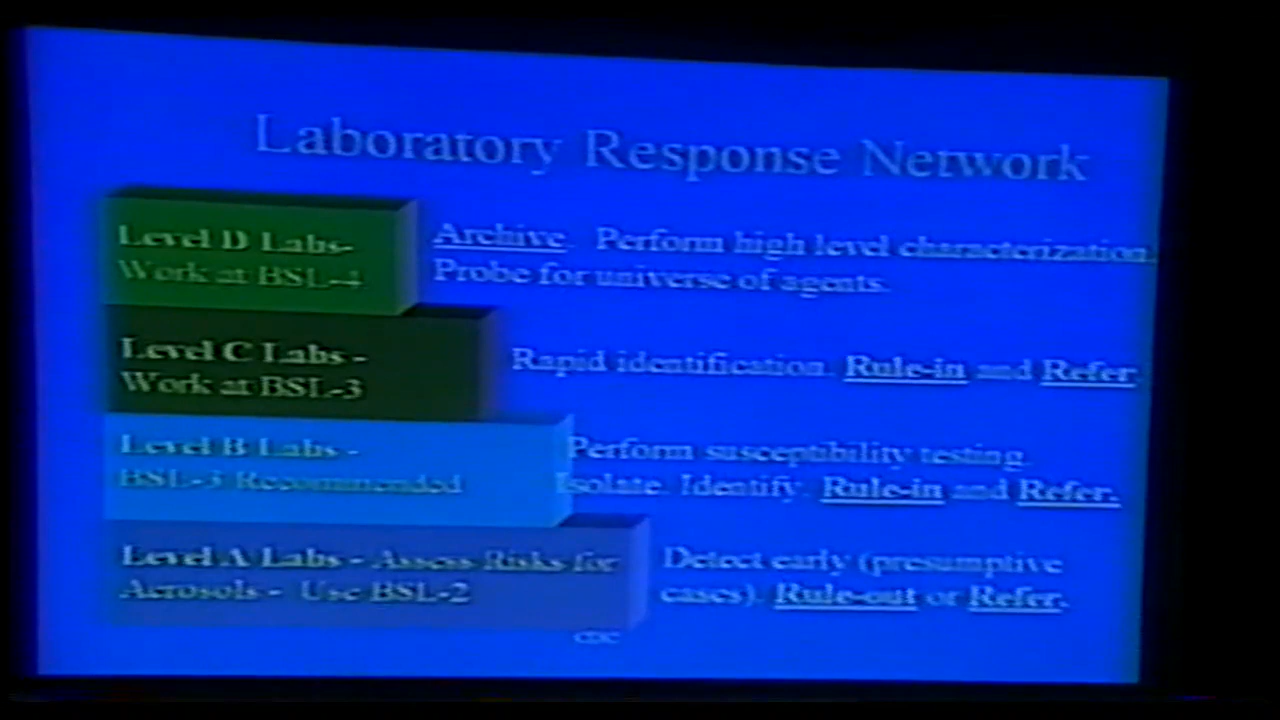 Laboratory Response Network
Level D Labs-
Work at BSL-4
Archive. Perform high level characterization.
Probe for universe of agents.
Level C Labs -
Work at BSL-3
Rapid identification. Rule-in and Refer.
Level B Labs -
BSL-3 Recommended
Perform susceptibility testing.
Isolate. Identify. Rule-in and Refer.
Level A Labs - Assess Risks for
Aerosols - Use BSL-2
Detect early (presumptive
cases). Rule-out or Refer.
cdc